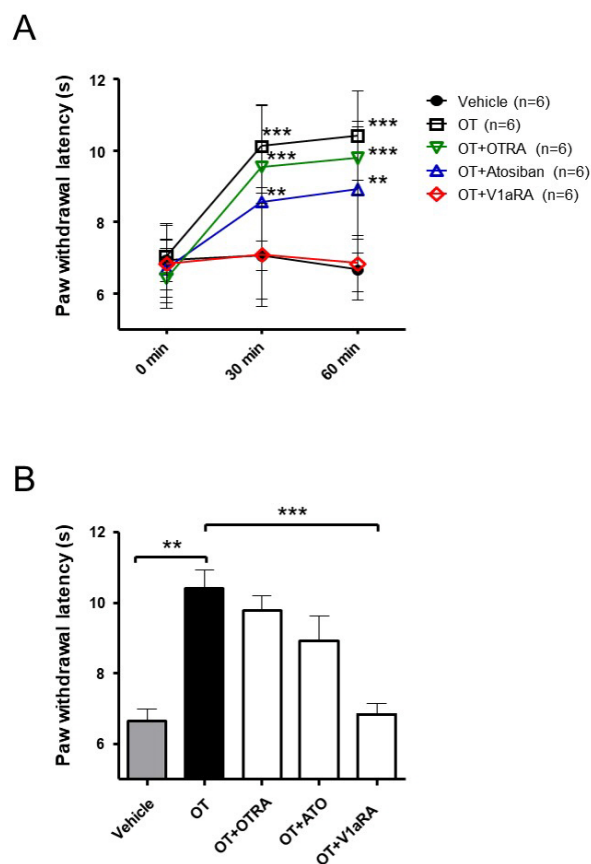 A
Paw withdrawal latency (s)
12
10
8
6
***
***
***
***
**
**
0 min
30 min
60 min
Vehicle (n=6)
OT (n=6)
OT+OTRA (n=6)
OT+Atosiban (n=6)
OT+V1aRA (n=6)
B
Paw withdrawal latency (s)
12
10
8
6
**
***
Vehicle
OT
OT+OTRA
OT+ATO
OT+V1aRA